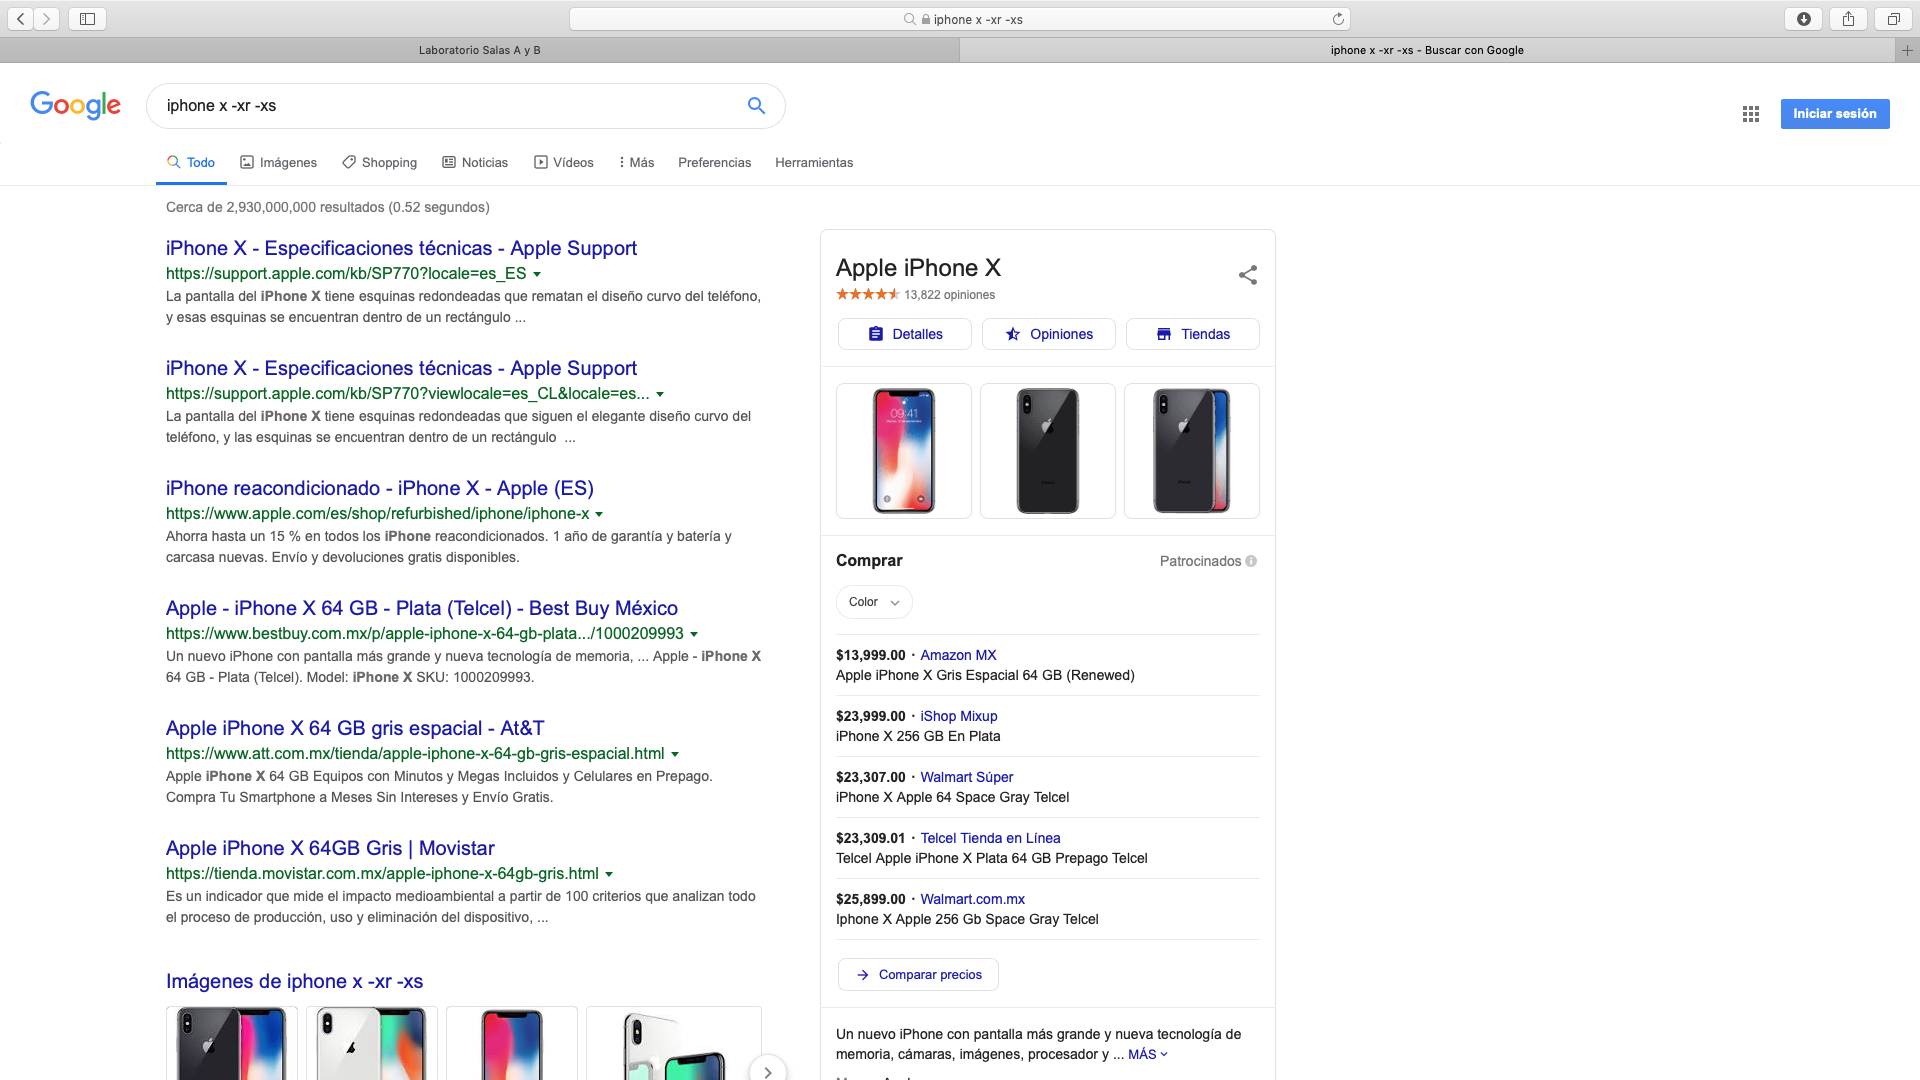 iphone x -xr -xs
Laboratorio Salas A y B
iphone x -xr -xs - Buscar con Google
Google
iphone x -xr -xs
Iniciar sesión
Todo
Imágenes
Shopping
Noticias
Vídeos
Más
Preferencias
Herramientas
Cerca de 2,930,000,000 resultados (0.52 segundos)
iPhone X - Especificaciones técnicas - Apple Support
https://support.apple.com/kb/SP770?locale=es_ES
La pantalla del iPhone X tiene esquinas redondeadas que rematan el diseño curvo del teléfono,
y esas esquinas se encuentran dentro de un rectángulo ...
iPhone X - Especificaciones técnicas - Apple Support
https://support.apple.com/kb/SP770?viewlocale=es_CL&locale=es...
La pantalla del iPhone X tiene esquinas redondeadas que siguen el elegante diseño curvo del
teléfono, y las esquinas se encuentran dentro de un rectángulo ...
iPhone reacondicionado - iPhone X - Apple (ES)
https://www.apple.com/es/shop/refurbished/iphone/iphone-x
Ahorra hasta un 15 % en todos los iPhone reacondicionados. 1 año de garantía y batería y
carcasa nuevas. Envío y devoluciones gratis disponibles.
Apple - iPhone X 64 GB - Plata (Telcel) - Best Buy México
https://www.bestbuy.com.mx/p/apple-iphone-x-64-gb-plata.../1000209993
Un nuevo iPhone con pantalla más grande y nueva tecnología de memoria, ... Apple - iPhone X
64 GB - Plata (Telcel). Model: iPhone X SKU: 1000209993.
Apple iPhone X 64 GB gris espacial - At&T
https://www.att.com.mx/tienda/apple-iphone-x-64-gb-gris-espacial.html
Apple iPhone X 64 GB Equipos con Minutos y Megas Incluidos y Celulares en Prepago.
Compra Tu Smartphone a Meses Sin Intereses y Envío Gratis.
Apple iPhone X 64GB Gris | Movistar
https://tienda.movistar.com.mx/apple-iphone-x-64gb-gris.html
Es un indicador que mide el impacto medioambiental a partir de 100 criterios que analizan todo
el proceso de producción, uso y eliminación del dispositivo, ...
Imágenes de iphone x -xr -xs
Apple iPhone X
13,822 opiniones
Detalles
Opiniones
Tiendas
09:41
Comprar
Patrocinados
Color
$13,999.00 · Amazon MX
Apple iPhone X Gris Espacial 64 GB (Renewed)
$23,999.00 · iShop Mixup
iPhone X 256 GB En Plata
$23,307.00 · Walmart Súper
iPhone X Apple 64 Space Gray Telcel
$23,309.01 · Telcel Tienda en Línea
Telcel Apple iPhone X Plata 64 GB Prepago Telcel
$25,899.00 · Walmart.com.mx
Iphone X Apple 256 Gb Space Gray Telcel
Comparar precios
Un nuevo iPhone con pantalla más grande y nueva tecnología de
memoria, cámaras, imágenes, procesador y ... MÁS